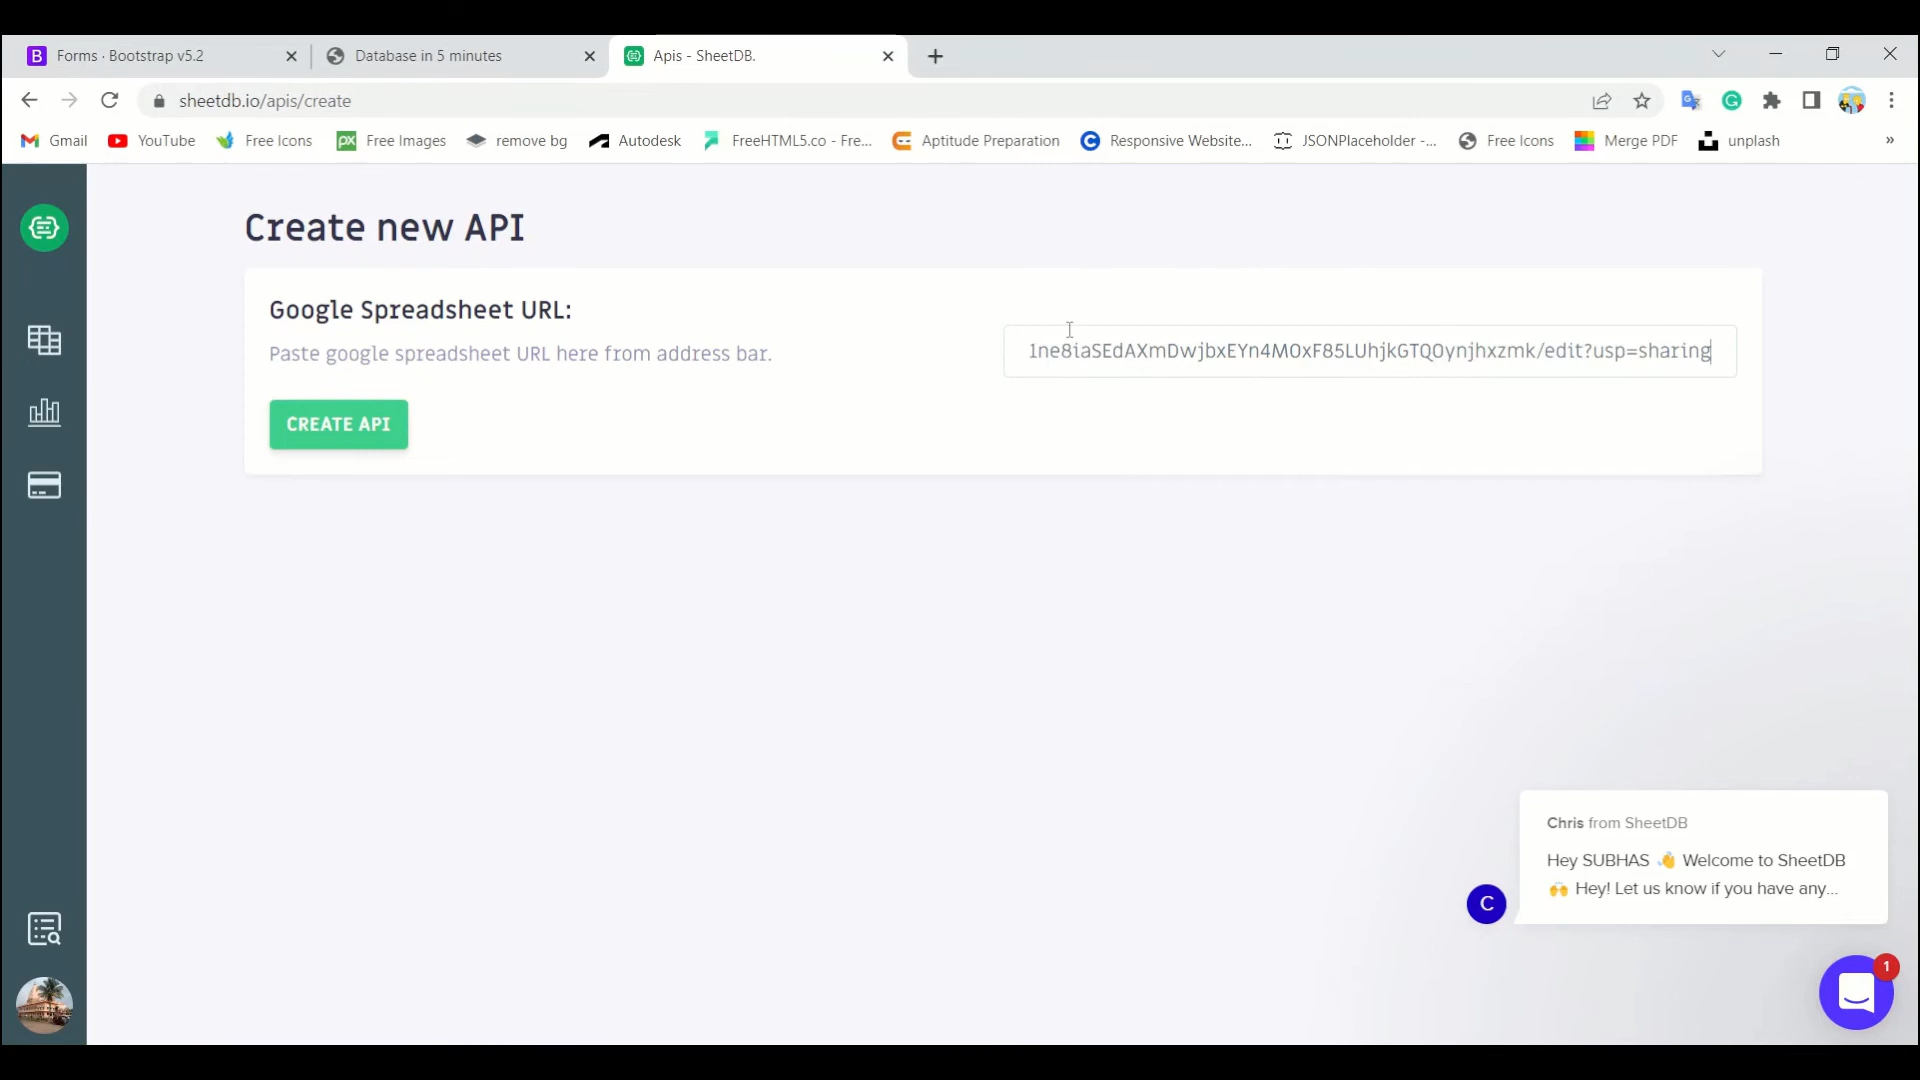 Forms · Bootstrap v5.2
Database in 5 minutes
Apis - SheetDB.
sheetdb.io/apis/create
Gmail
YouTube
Free Icons
Free Images
remove bg
Autodesk
FreeHTML5.co - Fre...
Aptitude Preparation
Responsive Website...
JSONPlaceholder -...
Free Icons
Merge PDF
unplash
»
Create new API
Google Spreadsheet URL:
Paste google spreadsheet URL here from address bar.
1ne8iaSEdAXmDwjbxEYn4MOxF85LUhjkGTQOynjhxzmk/edit?usp=sharing
CREATE API
Chris from SheetDB
Hey SUBHAS 👋 Welcome to SheetDB
🙌 Hey! Let us know if you have any...
C
1